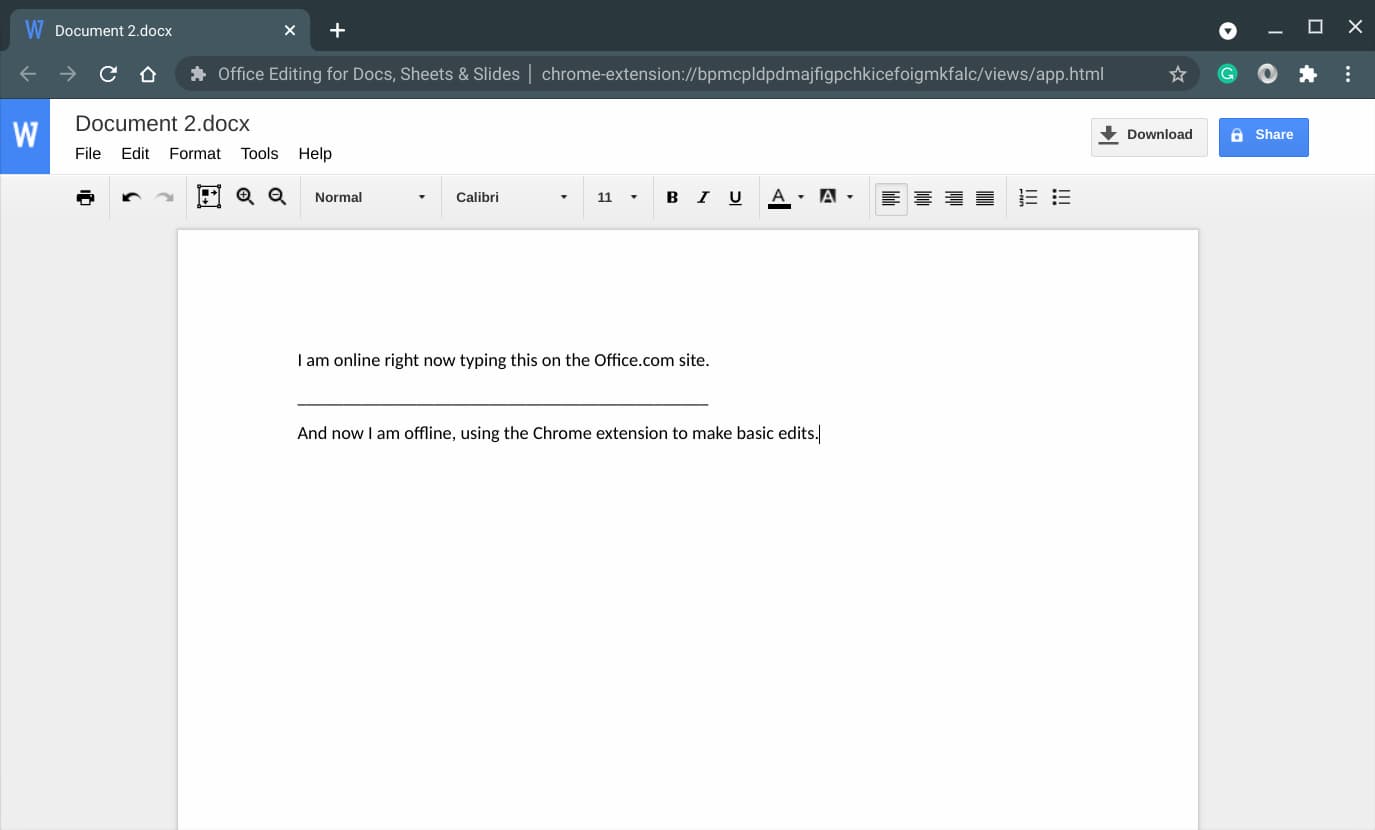 Document 2.docx
Office Editing for Docs, Sheets & Slides | chrome-extension://bpmcpldpdmajfigpchkicefoigmkfalc/views/app.html
W Document 2.docx
File Edit Format Tools Help
Download Share
Normal Calibri 11 B I U A A
I am online right now typing this on the Office.com site.
_____________________________________________
And now I am offline, using the Chrome extension to make basic edits.